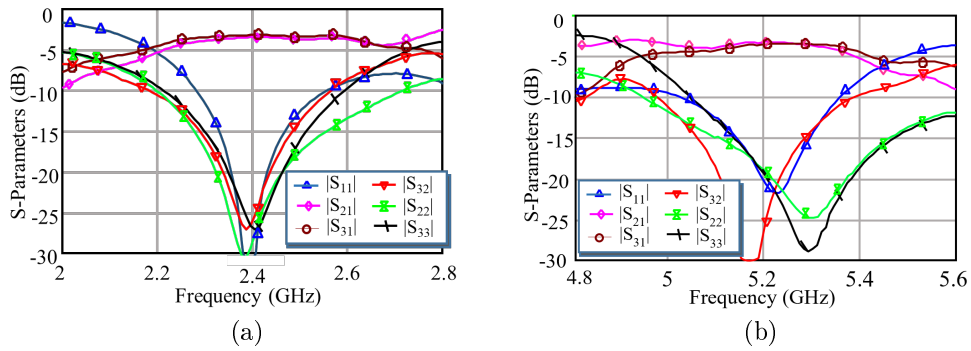 0
-5
-10
-15
-20
-25
-30
S-Parameters (dB)
2
2.2
2.4
2.6
2.8
Frequency (GHz)
|S11|
|S32|
|S21|
|S22|
|S31|
|S33|
(a)
0
-5
-10
-15
-20
-25
-30
S-Parameters (dB)
4.8
5
5.2
5.4
5.6
Frequency (GHz)
|S11|
|S32|
|S21|
|S22|
|S31|
|S33|
(b)